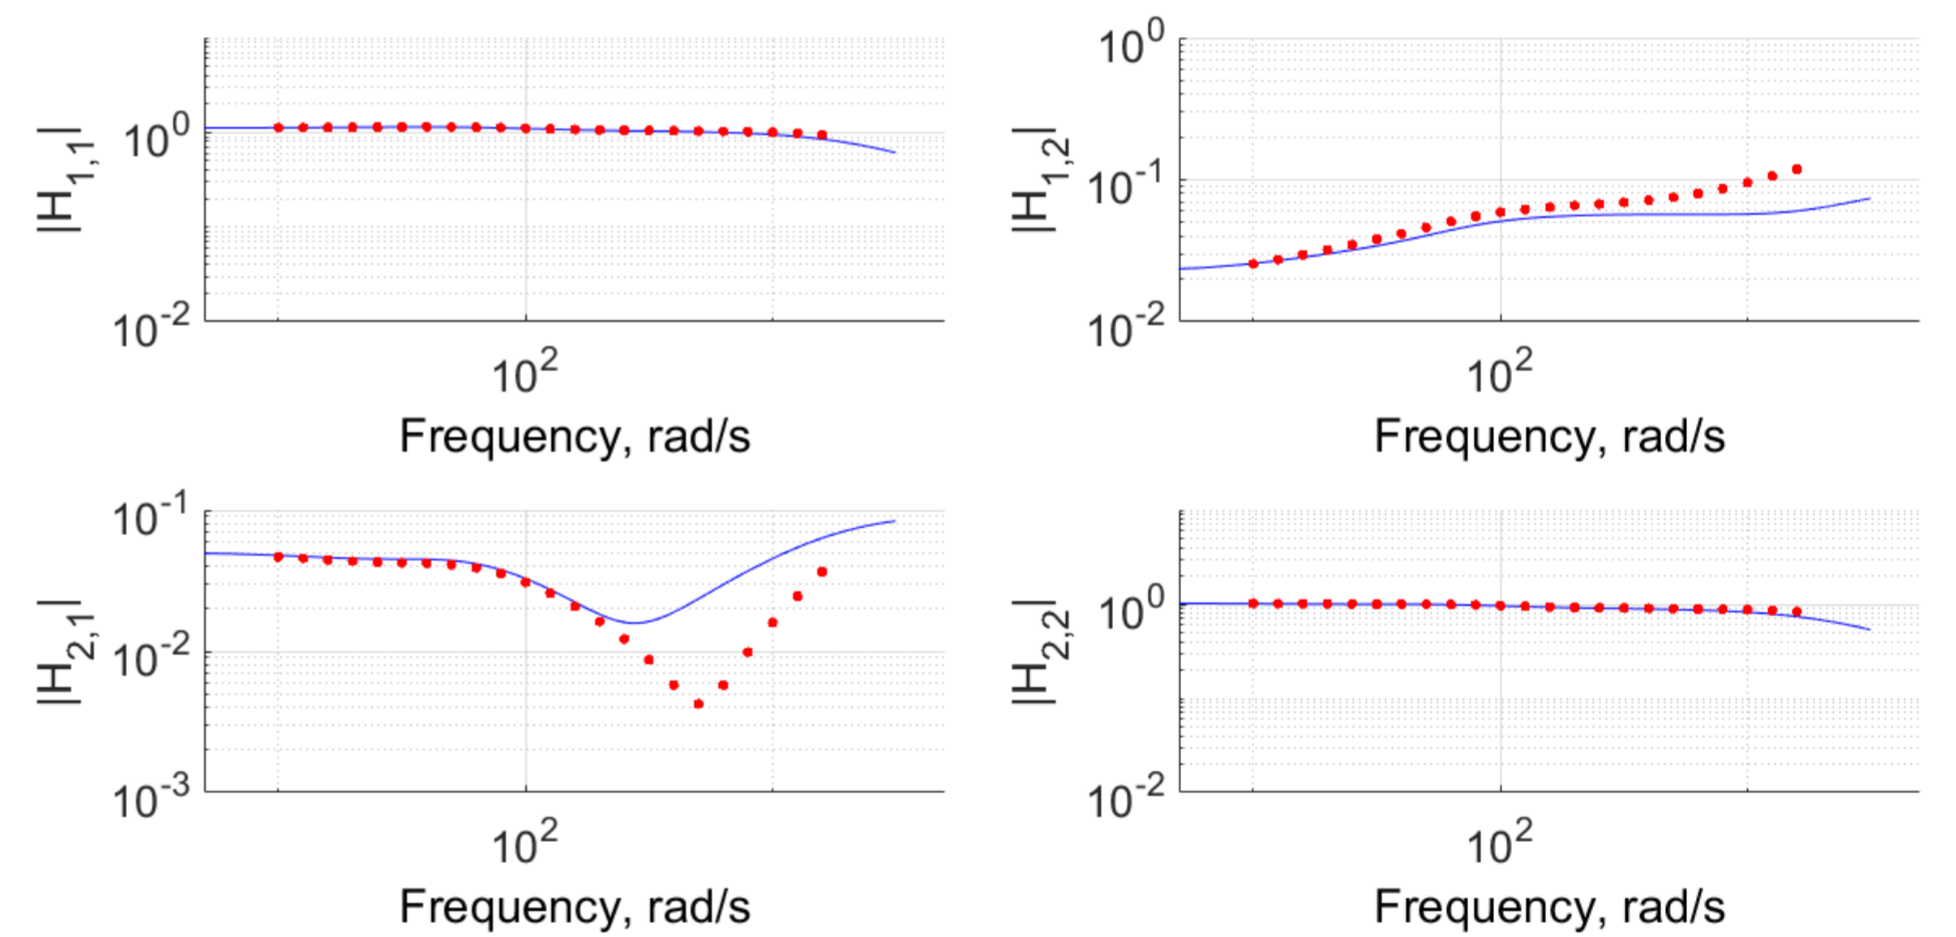 |H1,1|
10^0
10^-2
10^2
Frequency, rad/s
|H1,2|
10^0
10^-1
10^-2
10^2
Frequency, rad/s
|H2,1|
10^-1
10^-2
10^-3
10^2
Frequency, rad/s
|H2,2|
10^0
10^-2
10^2
Frequency, rad/s